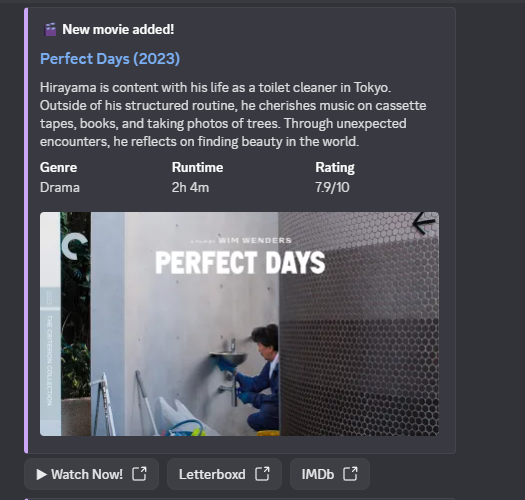 New movie added!
Perfect Days (2023)
Hirayama is content with his life as a toilet cleaner in Tokyo.
Outside of his structured routine, he cherishes music on cassette
tapes, books, and taking photos of trees. Through unexpected
encounters, he reflects on finding beauty in the world.
Genre Runtime Rating
Drama 2h 4m 7.9/10
A FILM BY WIM WENDERS
PERFECT DAYS
THE CRITERION COLLECTION
Watch Now! Letterboxd IMDb